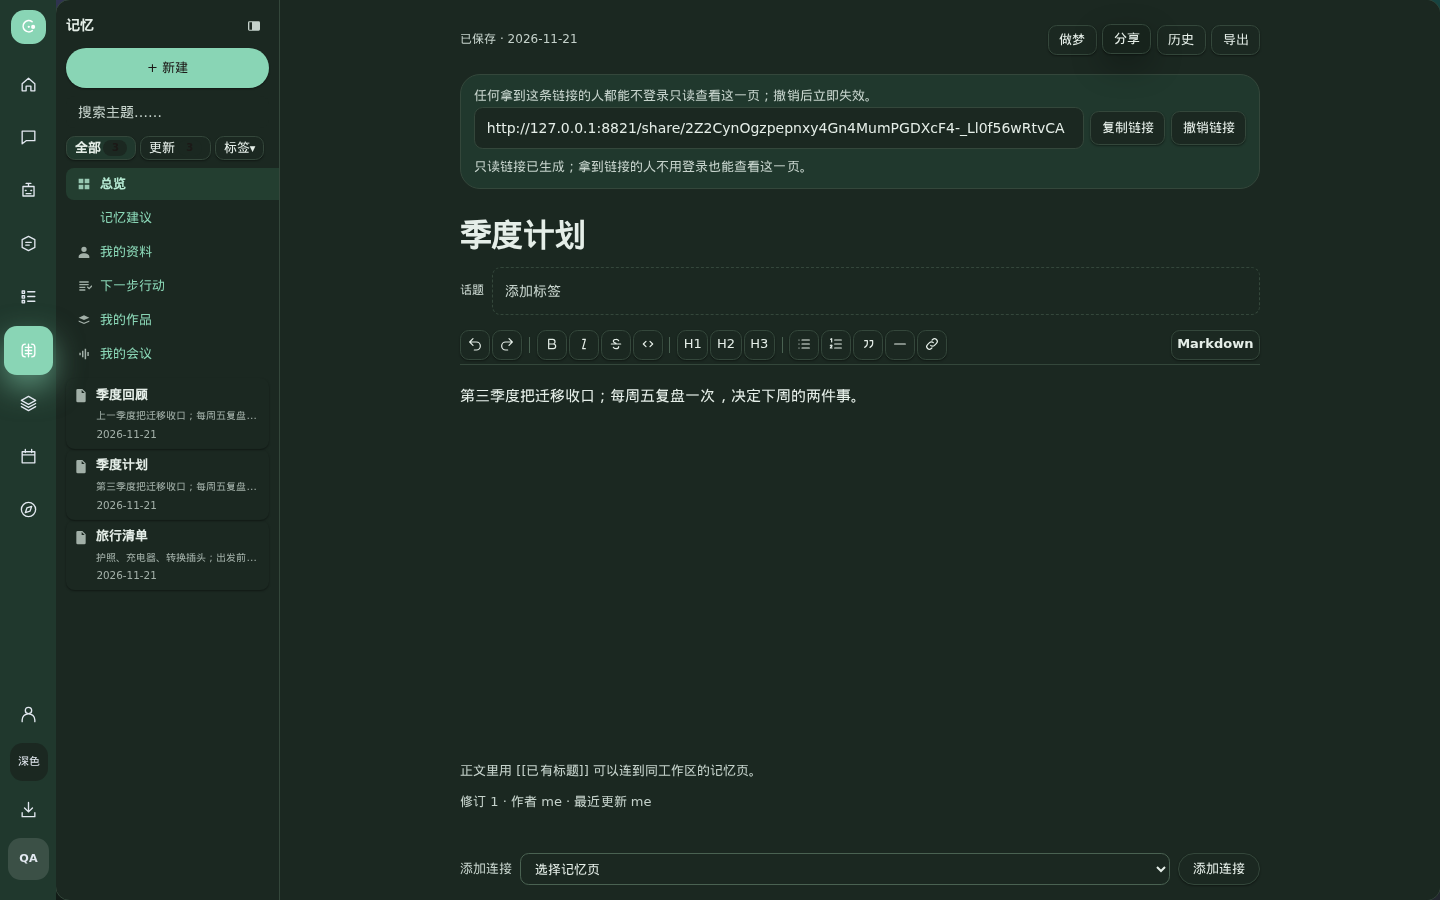 记忆
+ 新建
搜索主题……
全部
更新
标签▾
总览
记忆建议
我的资料
下一步行动
我的作品
我的会议
季度回顾
上一季度把迁移收口；每周五复盘…
2026-11-21
季度计划
第三季度把迁移收口；每周五复盘…
2026-11-21
旅行清单
护照、充电器、转换插头；出发前…
2026-11-21
深色
QA
已保存 · 2026-11-21
做梦
分享
历史
导出
任何拿到这条链接的人都能不登录只读查看这一页；撤销后立即失效。
http://127.0.0.1:8821/share/2Z2CynOgzpepnxy4Gn4MumPGDXcF4-_Ll0f56wRtvCA
复制链接
撤销链接
只读链接已生成；拿到链接的人不用登录也能查看这一页。
季度计划
话题
添加标签
H1
H2
H3
Markdown
第三季度把迁移收口；每周五复盘一次，决定下周的两件事。
正文里用 [[已有标题]] 可以连到同工作区的记忆页。
修订 1 · 作者 me · 最近更新 me
添加连接
选择记忆页
添加连接